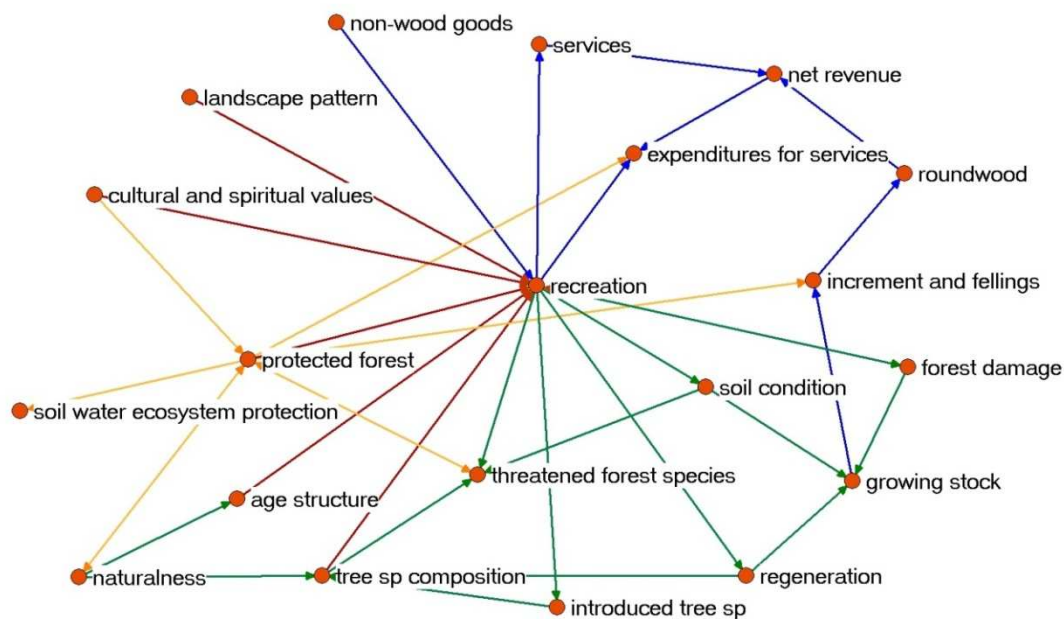 non-wood goods
services
net revenue
landscape pattern
expenditures for services
roundwood
cultural and spiritual values
recreation
increment and fellings
protected forest
forest damage
soil condition
soil water ecosystem protection
threatened forest species
growing stock
age structure
naturalness
tree sp composition
regeneration
introduced tree sp